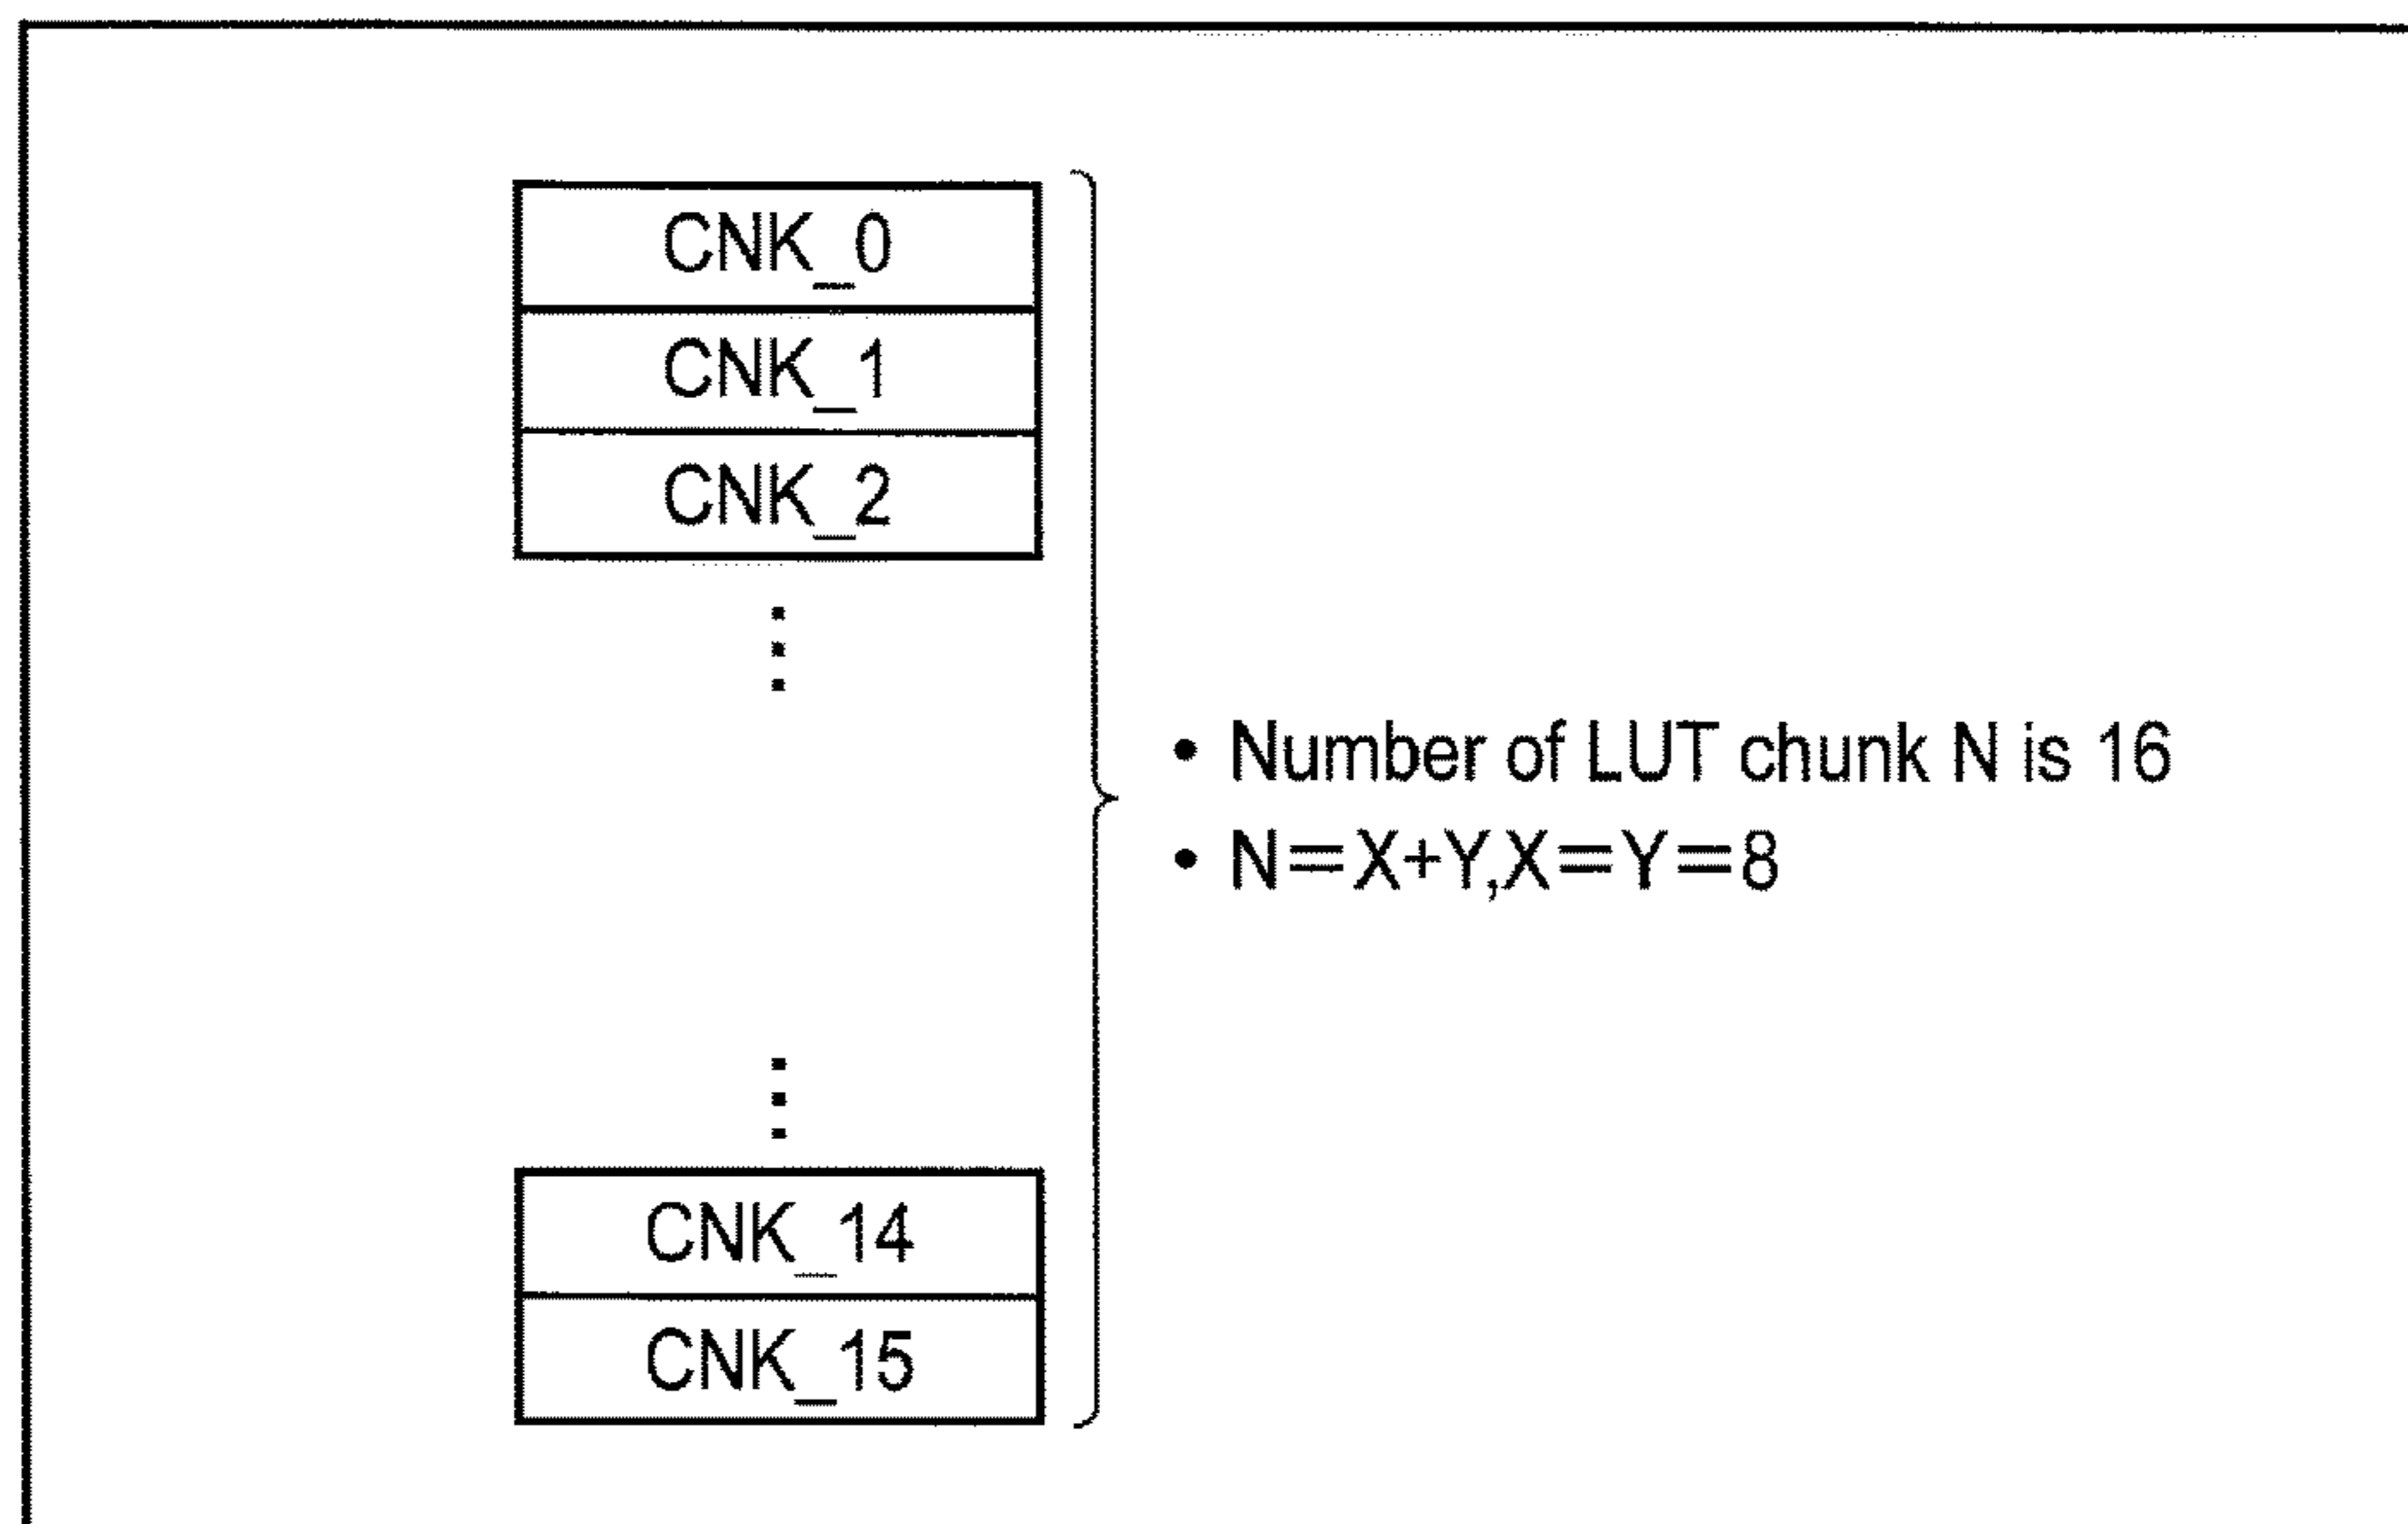 CNK_0
CNK_1
CNK_2
CNK_14
CNK_15
• Number of LUT chunk N is 16
• N=X+Y,X=Y=8